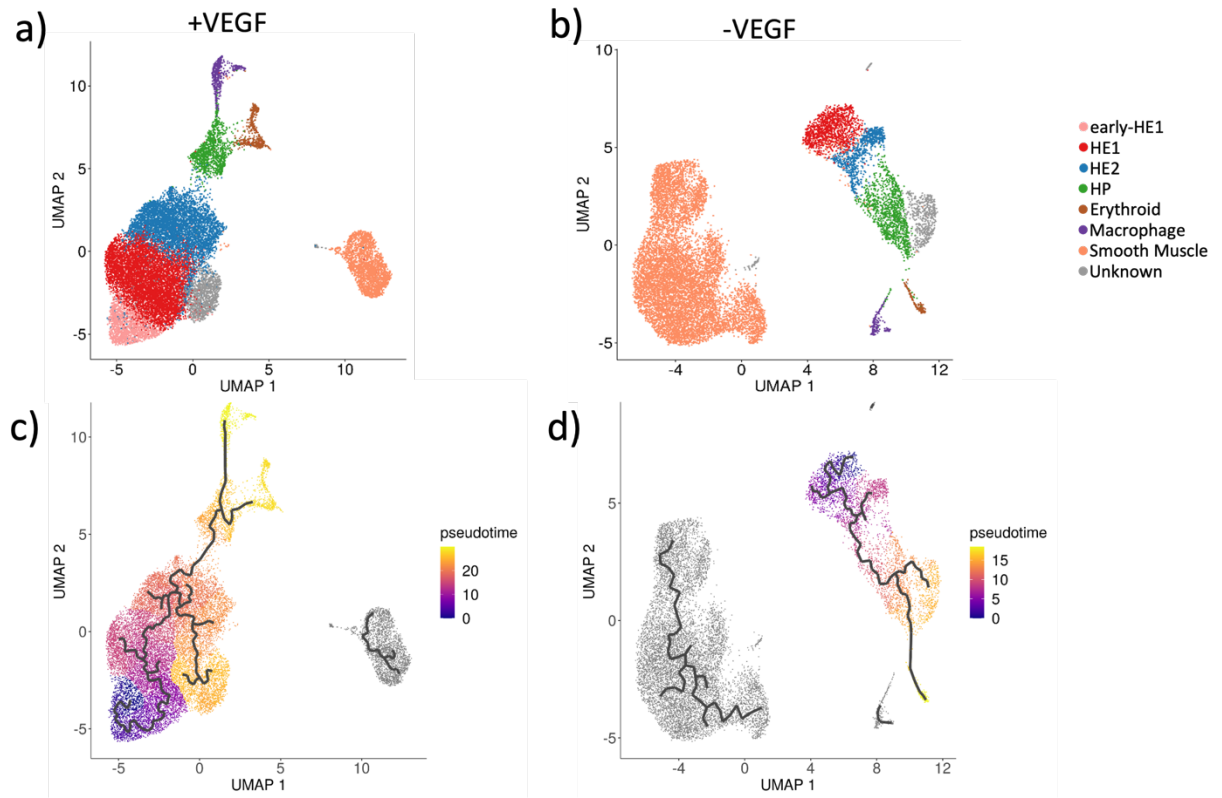 a)
+VEGF
UMAP 2
10
5
0
-5
-5
0
5
10
UMAP 1
b)
-VEGF
UMAP 2
10
5
0
-5
-4
0
4
8
12
UMAP 1
early-HE1
HE1
HE2
HP
Erythroid
Macrophage
Smooth Muscle
Unknown
c)
UMAP 2
10
5
0
-5
-5
0
5
10
UMAP 1
pseudotime
20
10
0
d)
UMAP 2
5
0
-5
-4
0
4
8
12
UMAP 1
pseudotime
15
10
5
0